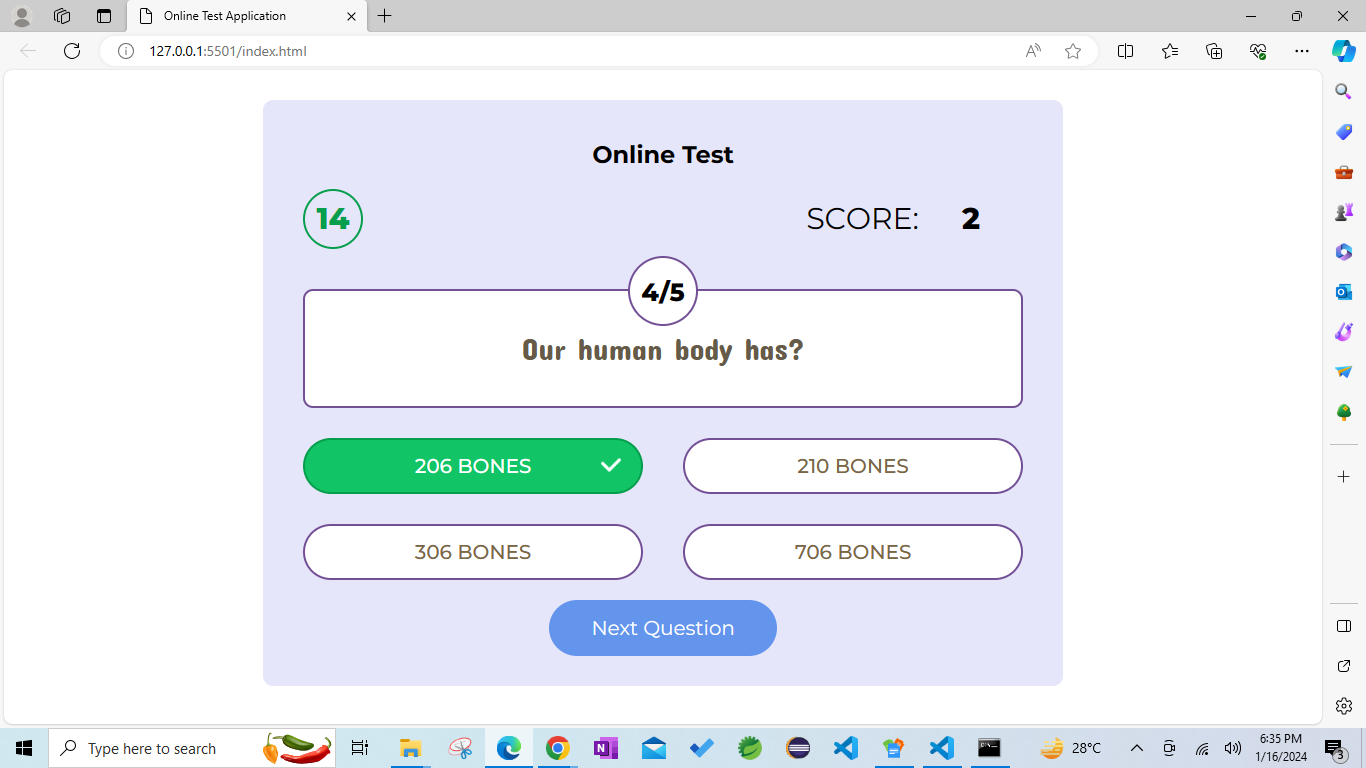 Online Test Application
127.0.0.1:5501/index.html
Online Test
14
SCORE: 2
4/5
Our human body has?
206 BONES
210 BONES
306 BONES
706 BONES
Next Question
Type here to search
28°C
6:35 PM
1/16/2024
3